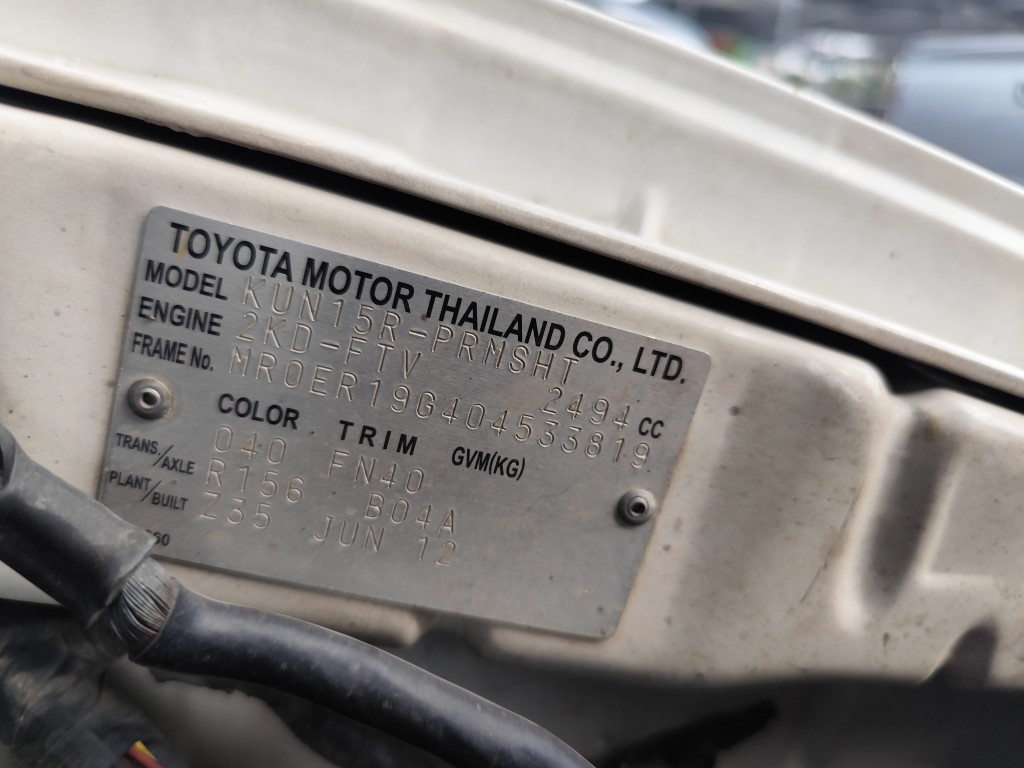 TOYOTA MOTOR THAILAND CO., LTD.
MODEL KUN15R-PRMSHT
ENGINE 2KD-FTV 2494 CC
FRAME No. MR0ER19G404533819
COLOR TRIM GVM(KG)
040 FN40
TRANS./AXLE R156 B04A
PLANT/BUILT Z35 JUN 12